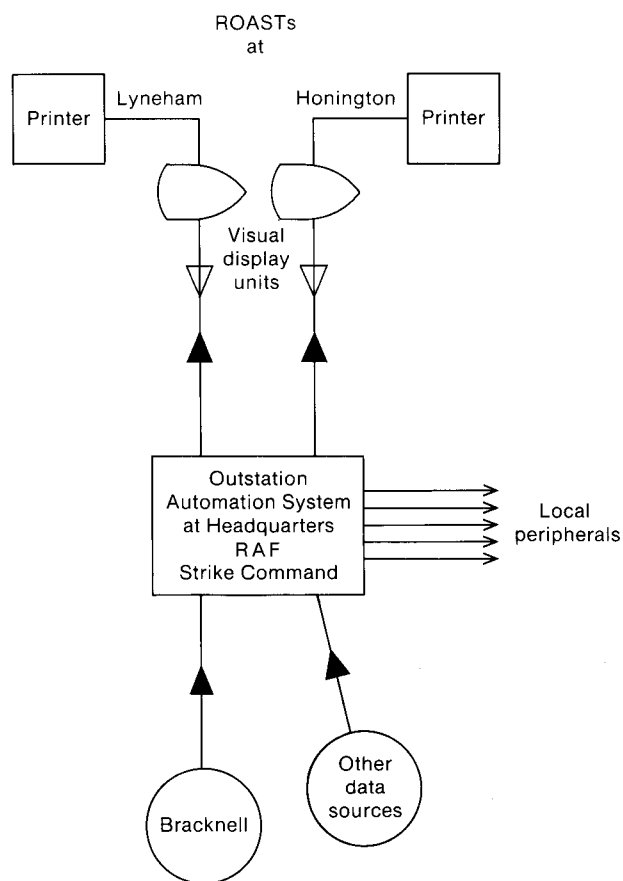 ROASTs
at
Lyneham
Honington
Printer
Printer
Visual
display
units
Outstation
Automation System
at Headquarters
RAF
Strike Command
Local
peripherals
Bracknell
Other
data
sources